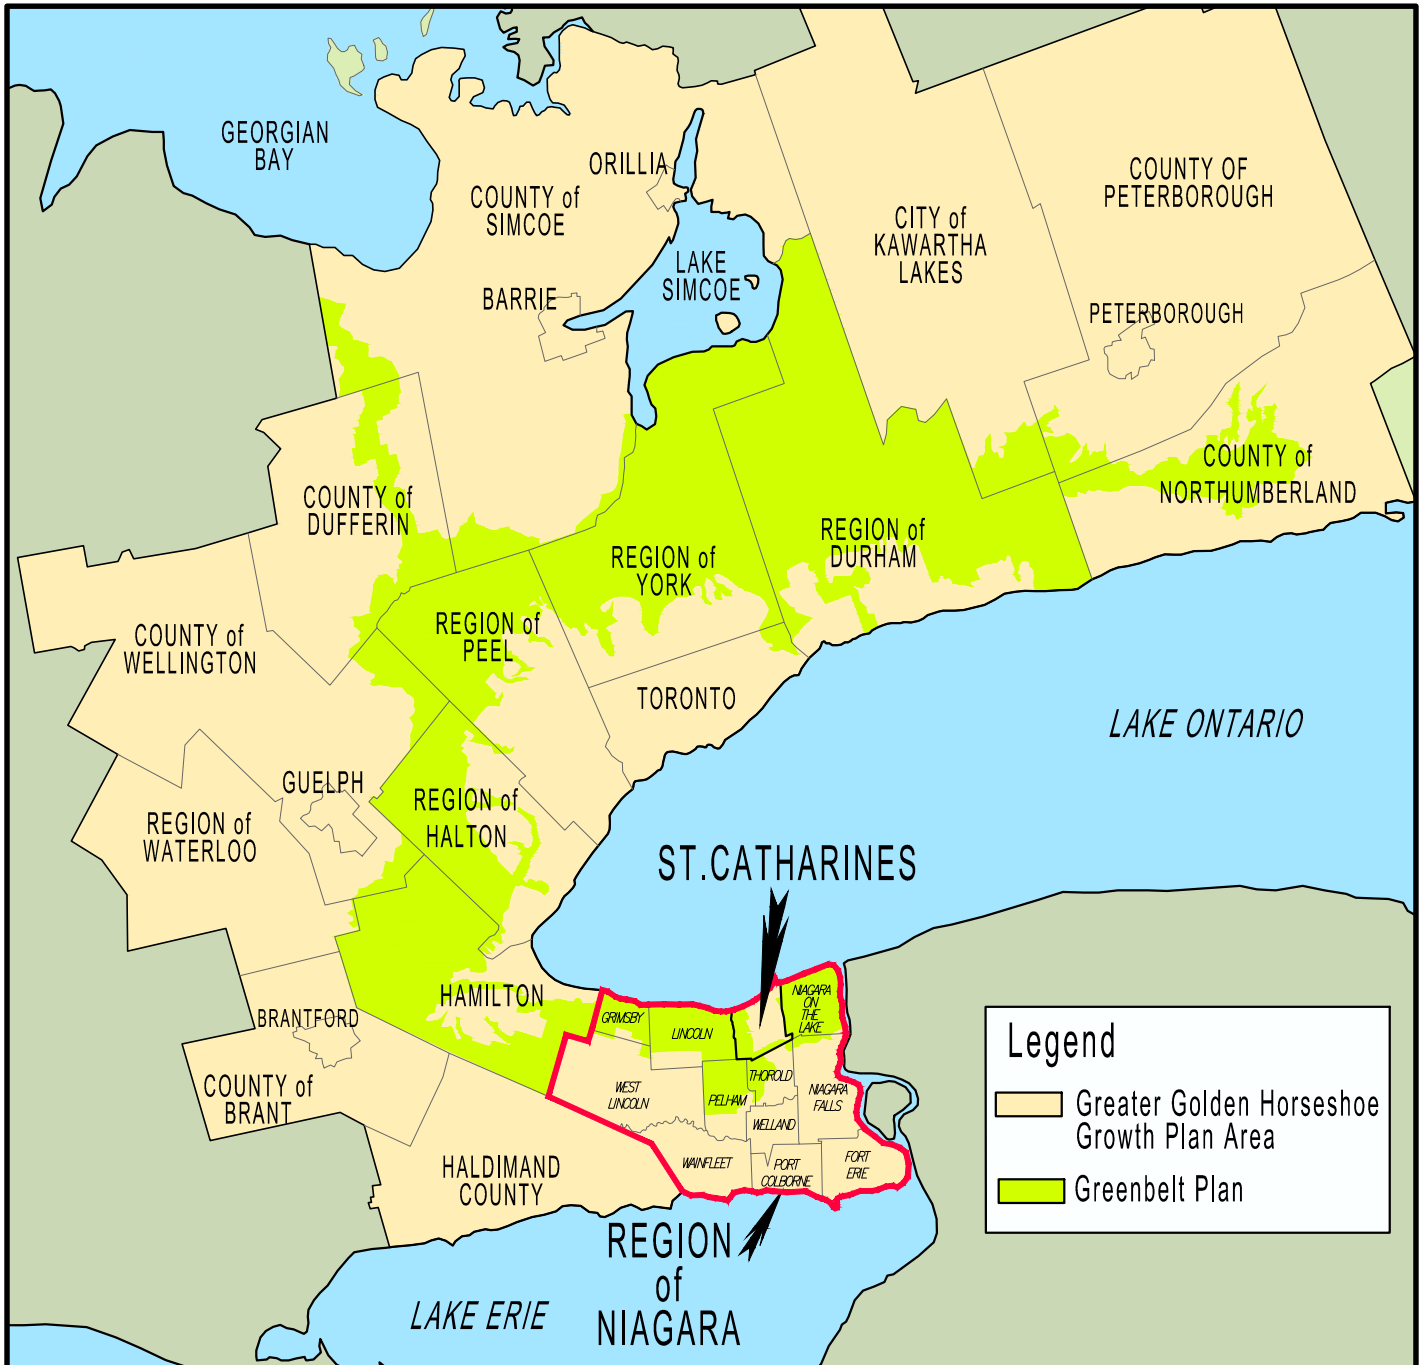 GEORGIAN
BAY
ORILLIA
COUNTY of
SIMCOE
COUNTY OF
PETERBOROUGH
CITY of
KAWARTHA
LAKES
LAKE
SIMCOE
BARRIE
PETERBOROUGH
COUNTY of
NORTHUMBERLAND
COUNTY of
DUFFERIN
REGION of
DURHAM
REGION of
YORK
REGION of
PEEL
COUNTY of
WELLINGTON
TORONTO
LAKE ONTARIO
GUELPH
REGION of
HALTON
REGION of
WATERLOO
ST.CATHARINES
HAMILTON
BRANTFORD
COUNTY of
BRANT
GRIMSBY
LINCOLN
NIAGARA
ON
THE
LAKE
WEST
LINCOLN
PELHAM
THOROLD
NIAGARA
FALLS
WELLAND
WAINFLEET
PORT
COLBORNE
FORT
ERIE
HALDIMAND
COUNTY
REGION
of
NIAGARA
LAKE ERIE
Legend
Greater Golden Horseshoe
Growth Plan Area
Greenbelt Plan